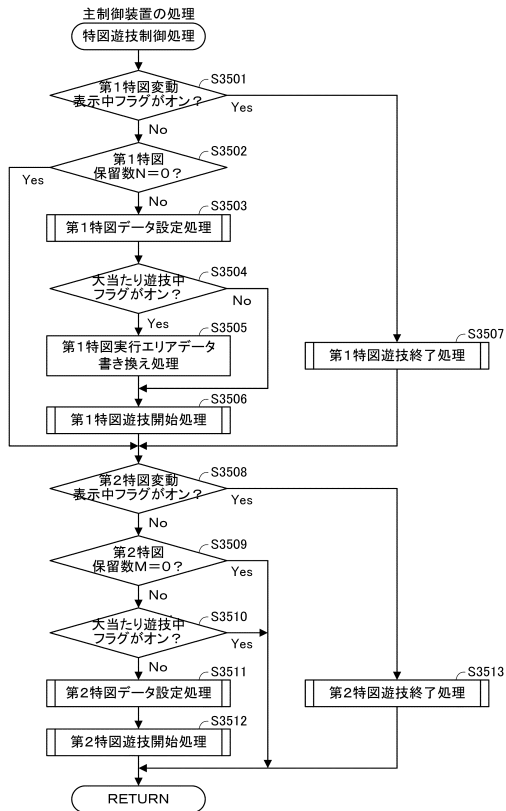 主制御装置の処理
特図遊技制御処理
S3501
第1特図変動
表示中フラグがオン?
Yes
No
S3502
第1特図
保留数N=0?
Yes
No
S3503
第1特図データ設定処理
S3504
大当たり遊技中
フラグがオン?
No
Yes
S3505
第1特図実行エリアデータ
書き換え処理
S3507
第1特図遊技終了処理
S3506
第1特図遊技開始処理
S3508
第2特図変動
表示中フラグがオン?
Yes
No
S3509
第2特図
保留数M=0?
Yes
No
S3510
大当たり遊技中
フラグがオン?
Yes
No
S3511
第2特図データ設定処理
S3513
第2特図遊技終了処理
S3512
第2特図遊技開始処理
RETURN